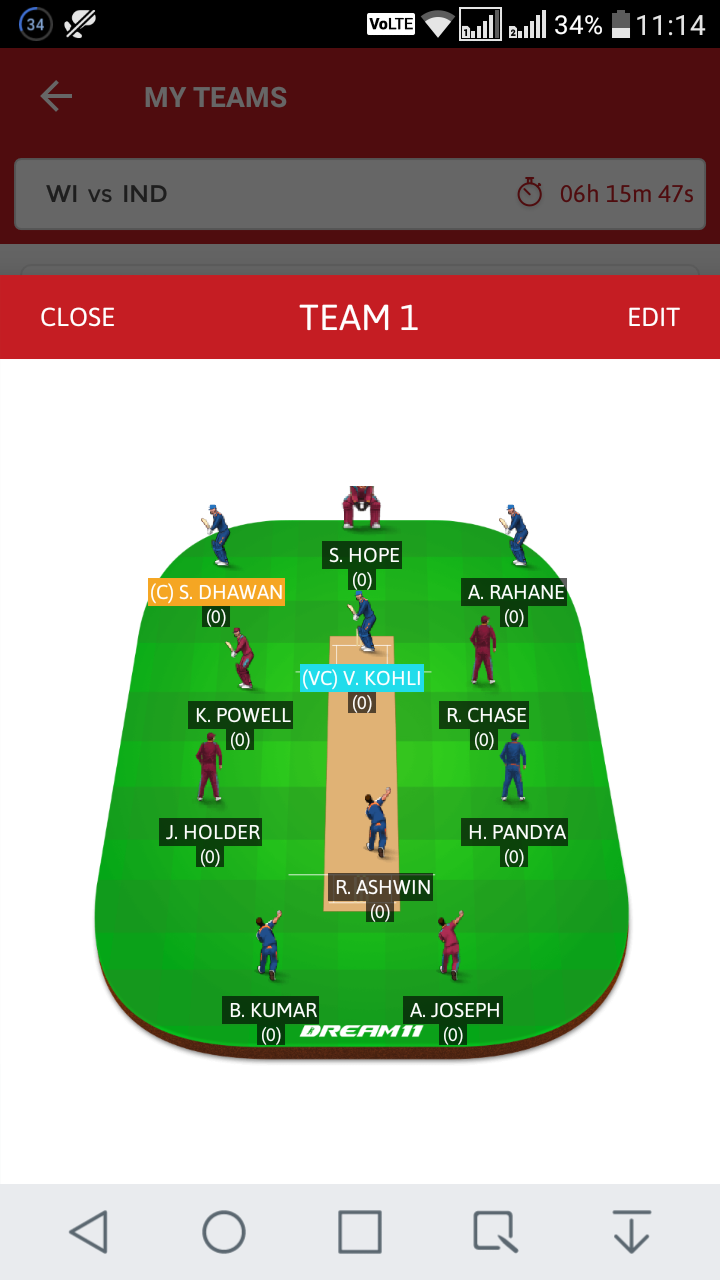 34
VoLTE
1
2
34%
11:14
MY TEAMS
WI vs IND
06h 15m 47s
CLOSE
TEAM 1
EDIT
S. HOPE
(0)
(C) S. DHAWAN
(0)
A. RAHANE
(0)
(VC) V. KOHLI
(0)
K. POWELL
(0)
R. CHASE
(0)
J. HOLDER
(0)
H. PANDYA
(0)
R. ASHWIN
(0)
B. KUMAR
(0)
A. JOSEPH
(0)
DREAM11